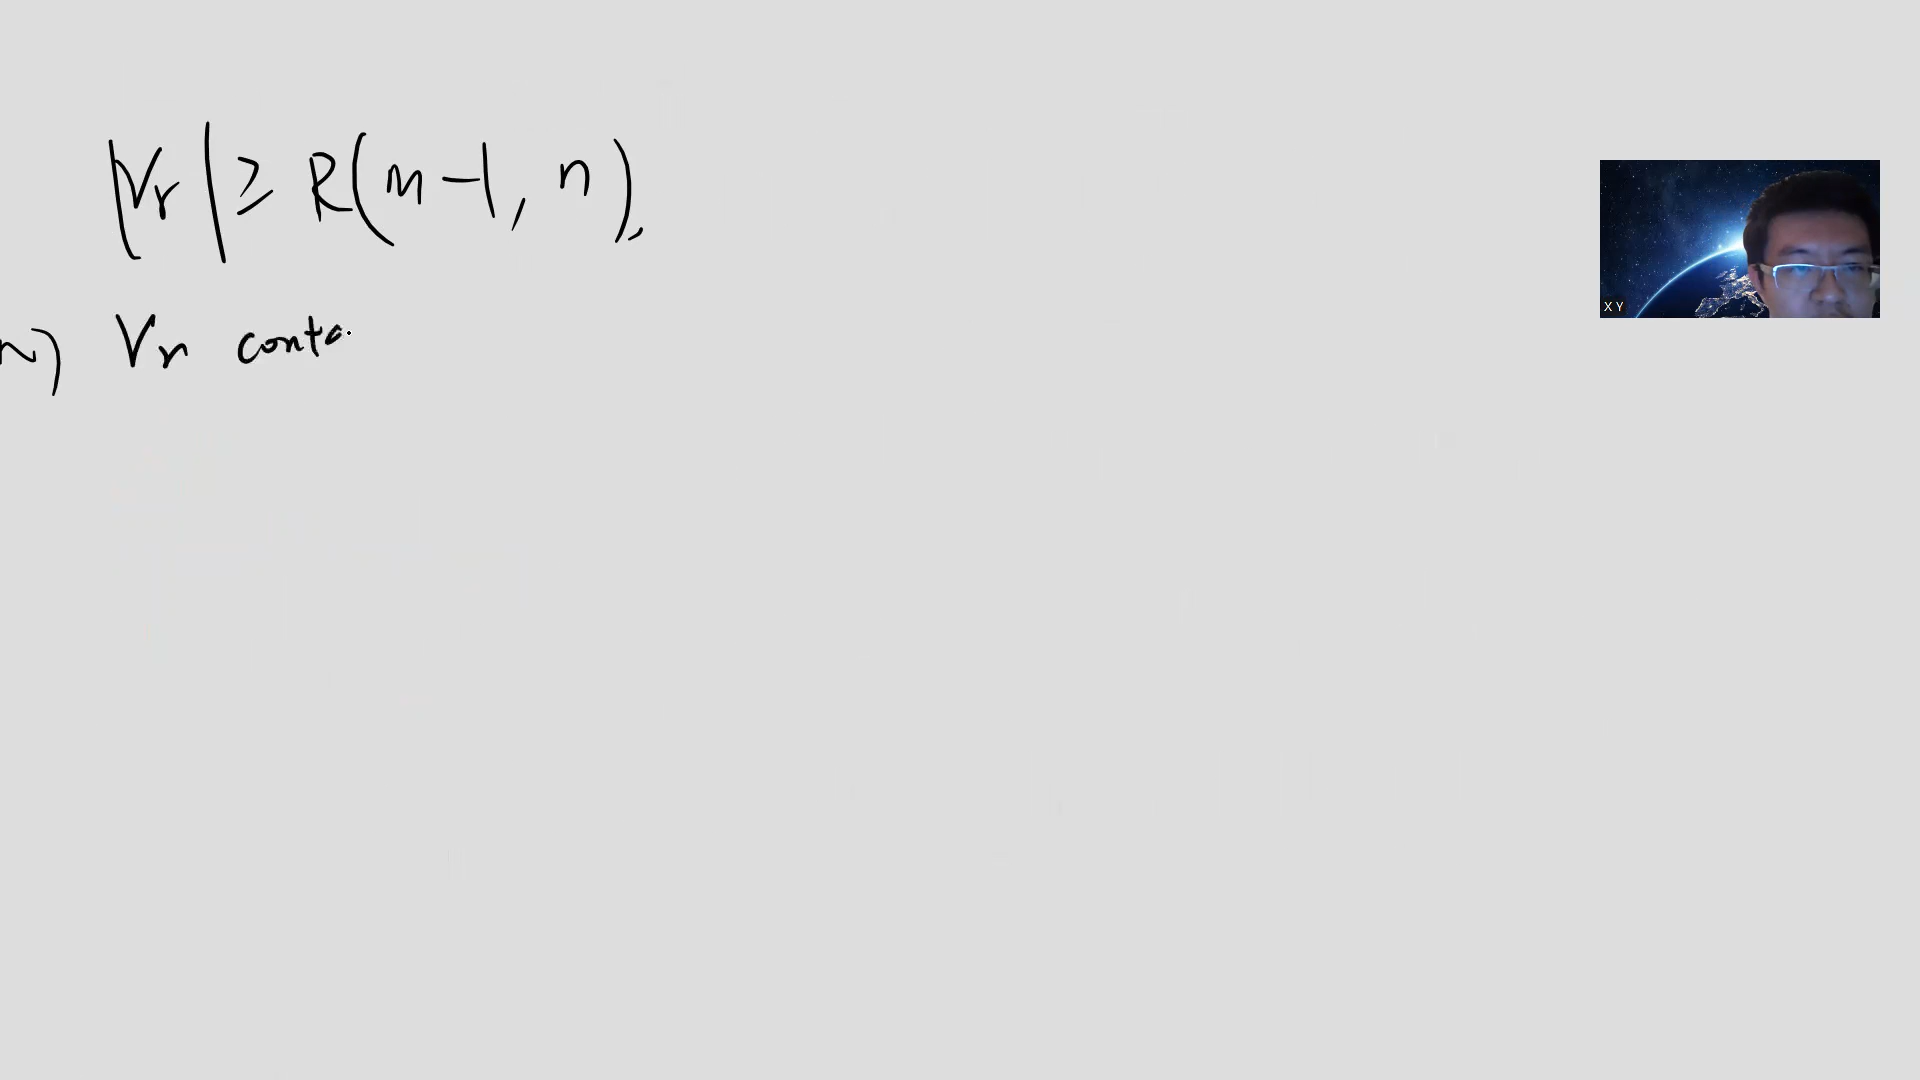 |Vr| ≥ R(m-1, n),
n) Vr conta
X Y